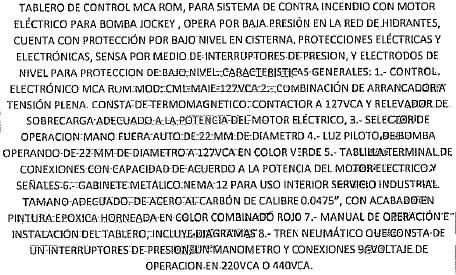 TABLERO DE CONTROL MCA ROM, PARA SISTEMA DE CONTRA INCENDIO CON MOTOR
ELÉCTRICO PARA BOMBA JOCKEY , OPERA POR BAJA PRESIÓN EN LA RED DE HIDRANTES,
CUENTA CON PROTECCIÓN POR BAJO NIVEL EN CISTERNA. PROTECCIONES ELÉCTRICAS Y
ELECTRÓNICAS, SENSA POR MEDIO DE INTERRUPTORES DE PRESION, Y ELECTRODOS DE
NIVEL PARA PROTECCION DE BAJO NIVEL, CARACTERISTICAS GENERALES: 1.- CONTROL
ELECTRÓNICO MCA ROM MOD: CML-MAIE-127VCA 2.- COMBINACIÓN DE ARRANCADOR A
TENSIÓN PLENA. CONSTA DE TERMOMAGNETICO. CONTACTOR A 127VCA Y RELEVADOR DE
SOBRECARGA ADECUADO A LA POTENCIA DEL MOTOR ELÉCTRICO, 3.- SELECTOR DE
OPERACION MANO FUERA AUTO DE 22 MM DE DIAMETRO 4.- LUZ PILOTO DE BOMBA
OPERANDO DE 22 MM DE DIAMETRO A 127VCA EN COLOR VERDE 5.- TABLILLA TERMINAL DE
CONEXIONES CON CAPACIDAD DE ACUERDO A LA POTENCIA DEL MOTOR ELECTRICO Y
SEÑALES 6.- GABINETE METÁLICO NEMA 12 PARA USO INTERIOR SERVICIO INDUSTRIAL.
TAMANO ADECUADO DE ACERO AL CARBÓN DE CALIBRE 0.0475", CON ACABADO EN
PINTURA EPOXICA HORNEADA EN COLOR COMBINADO ROJO 7.- MANUAL DE OPERACIÓN E
INSTALACIÓN DEL TABLERO, INCLUYE DIAGRAMAS 8.- TREN NEUMÁTICO QUE CONSTA DE
UN INTERRUPTORES DE PRESION, UN MANOMETRO Y CONEXIONES 9. VOLTAJE DE
OPERACION EN 220VCA O 440VCA.